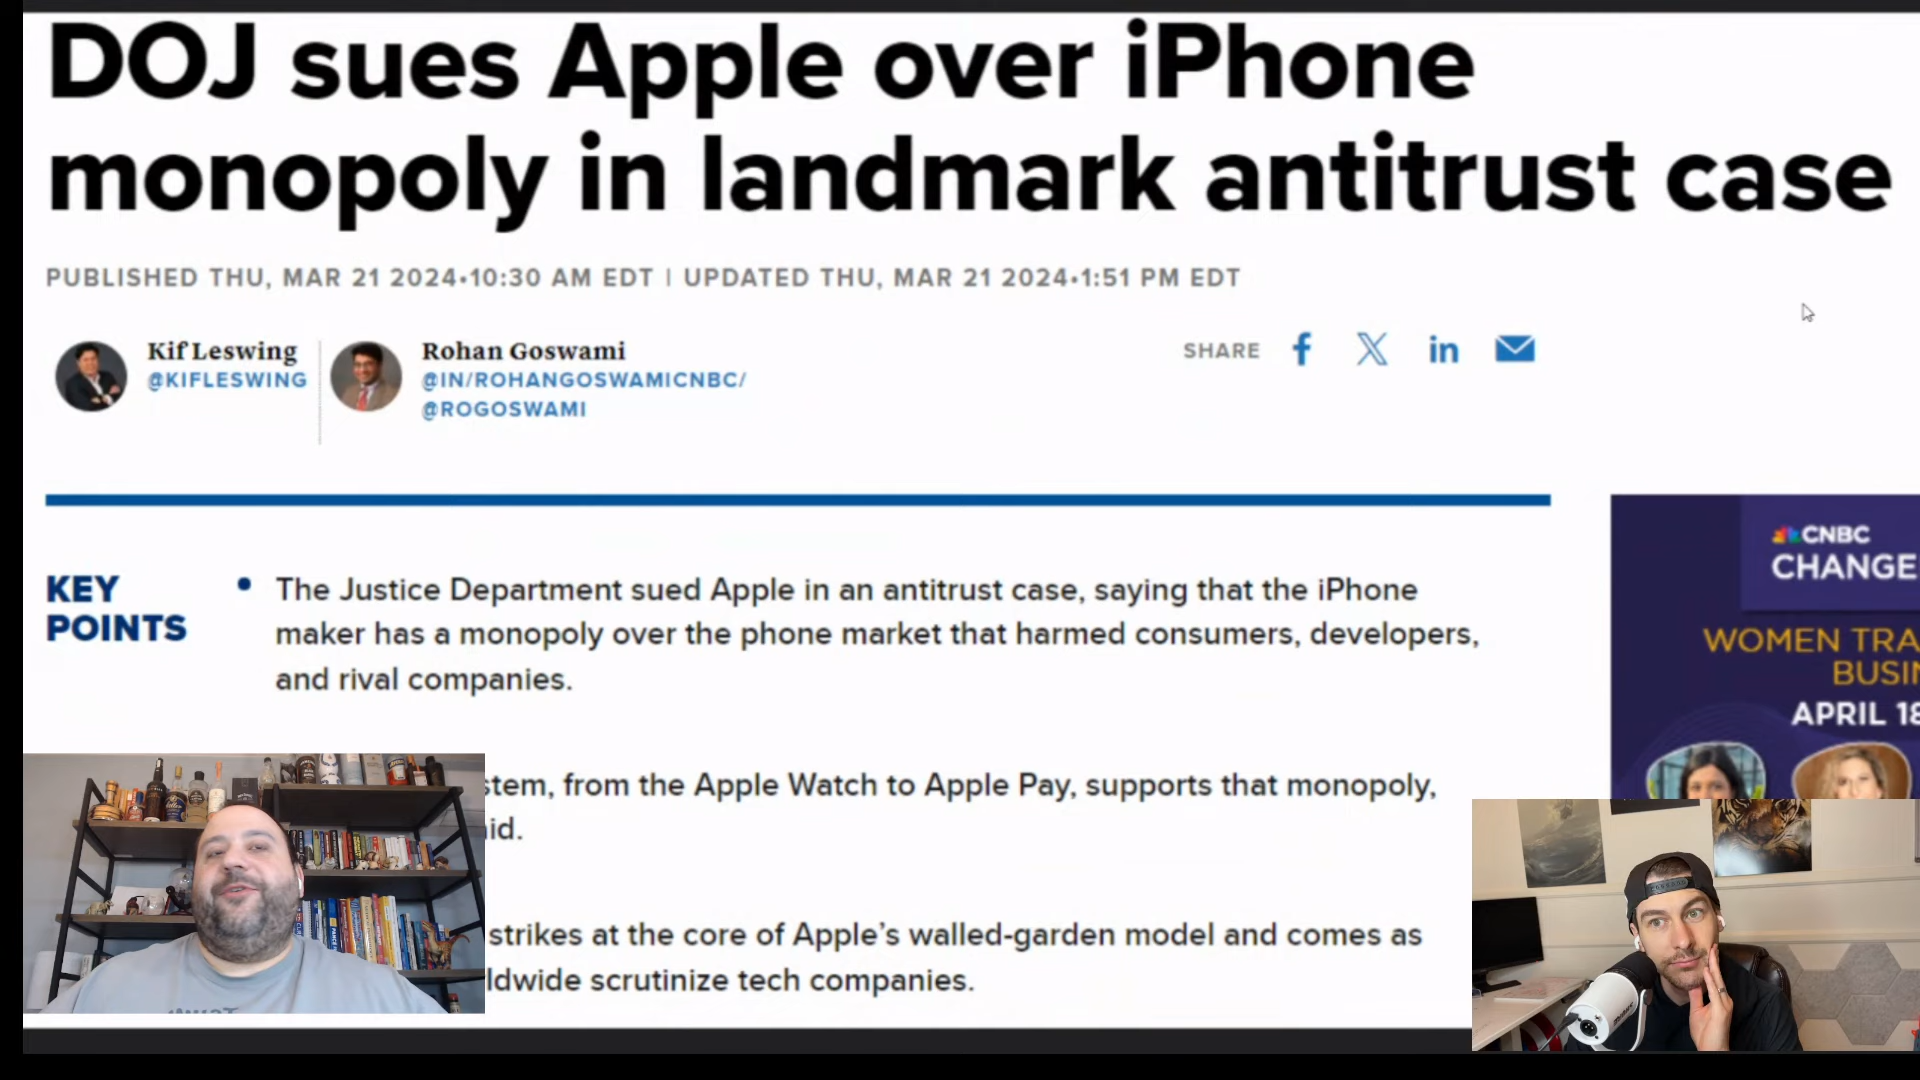 DOJ sues Apple over iPhone
monopoly in landmark antitrust case
PUBLISHED THU, MAR 21 2024•10:30 AM EDT | UPDATED THU, MAR 21 2024•1:51 PM EDT
Kif Leswing
@KIFLESWING
Rohan Goswami
@IN/ROHANGOSWAMICNBC/
@ROGOSWAMI
SHARE
KEY
POINTS
• The Justice Department sued Apple in an antitrust case, saying that the iPhone
maker has a monopoly over the phone market that harmed consumers, developers,
and rival companies.
stem, from the Apple Watch to Apple Pay, supports that monopoly,
id.
strikes at the core of Apple’s walled-garden model and comes as
ldwide scrutinize tech companies.
CNBC
CHANGE
WOMEN TRA
BUSIN
APRIL 18